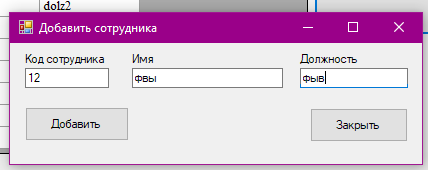 dolz2
Добавить сотрудника
Код сотрудника Имя Должность
12 фвы фыв
Добавить Закрыть